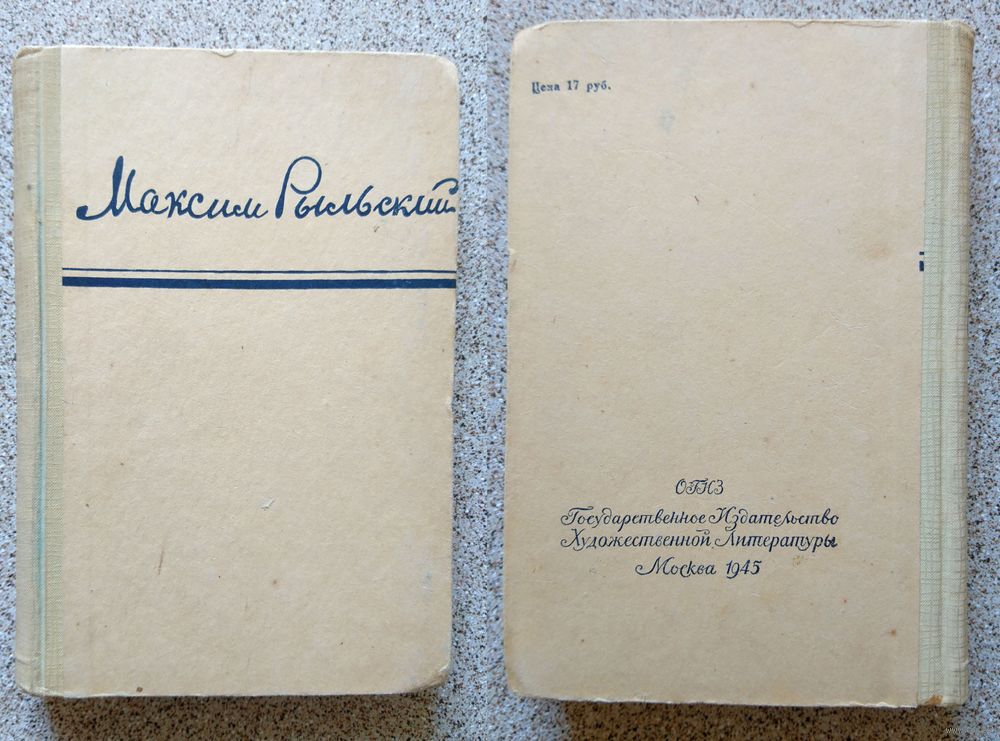 Максим Рыльский
Цена 17 руб.
ОГИЗ
Государственное Издательство
Художественной Литературы
Москва 1945